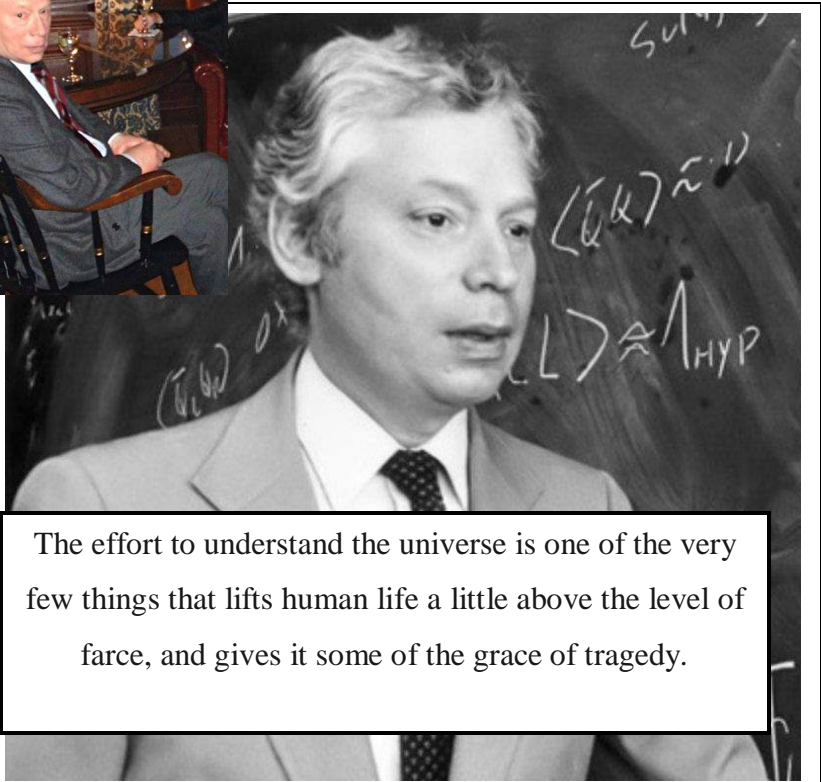 ⟨Q̄Q⟩ ≈
L⟩ ≈ Λ HYP
The effort to understand the universe is one of the very
few things that lifts human life a little above the level of
farce, and gives it some of the grace of tragedy.